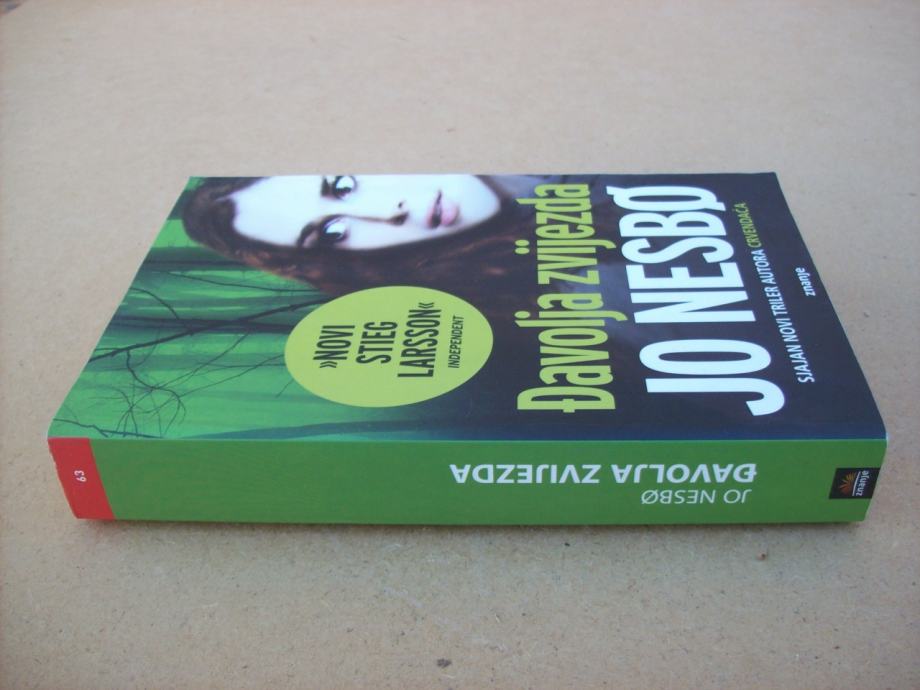 »NOVI
STIEG
LARSSON«
INDEPENDENT
Đavolja zvijezda
JO NESBØ
SJAJAN NOVI TRILER AUTORA CRVENDAĆA
znanje
63
JO NESBØ
ĐAVOLJA ZVIJEZDA
znanje